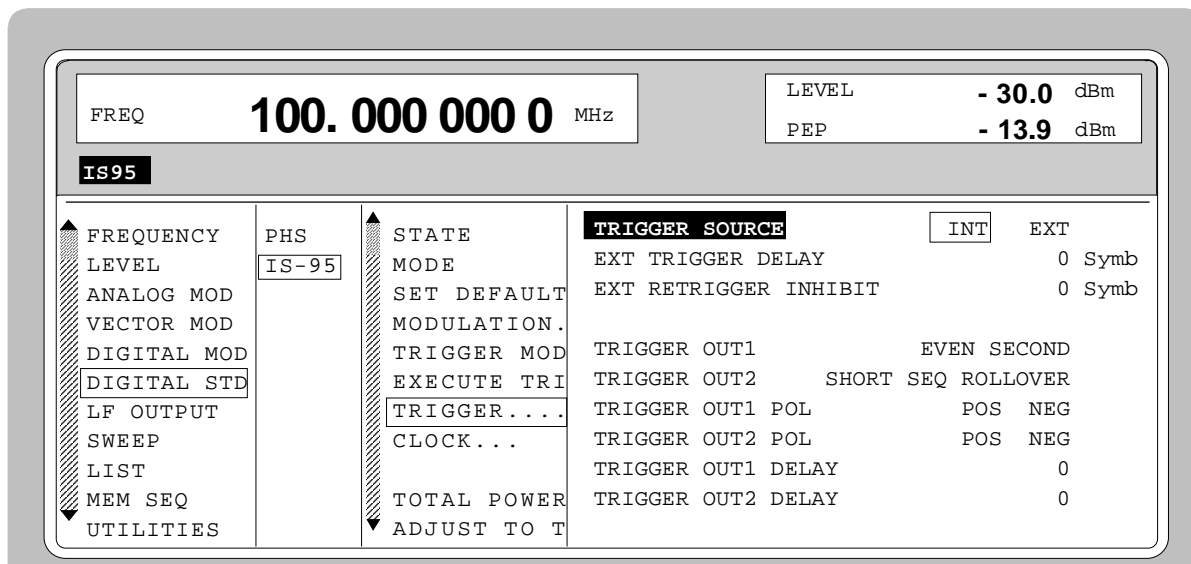 FREQ 100. 000 000 0 MHz
LEVEL - 30.0 dBm
PEP - 13.9 dBm
IS95
FREQUENCY
LEVEL
ANALOG MOD
VECTOR MOD
DIGITAL MOD
DIGITAL STD
LF OUTPUT
SWEEP
LIST
MEM SEQ
UTILITIES
PHS
IS-95
STATE
MODE
SET DEFAULT
MODULATION.
TRIGGER MOD
EXECUTE TRI
TRIGGER....
CLOCK...
TOTAL POWER
ADJUST TO T
TRIGGER SOURCE INT EXT
EXT TRIGGER DELAY 0 Symb
EXT RETRIGGER INHIBIT 0 Symb
TRIGGER OUT1 EVEN SECOND
TRIGGER OUT2 SHORT SEQ ROLLOVER
TRIGGER OUT1 POL POS NEG
TRIGGER OUT2 POL POS NEG
TRIGGER OUT1 DELAY 0
TRIGGER OUT2 DELAY 0